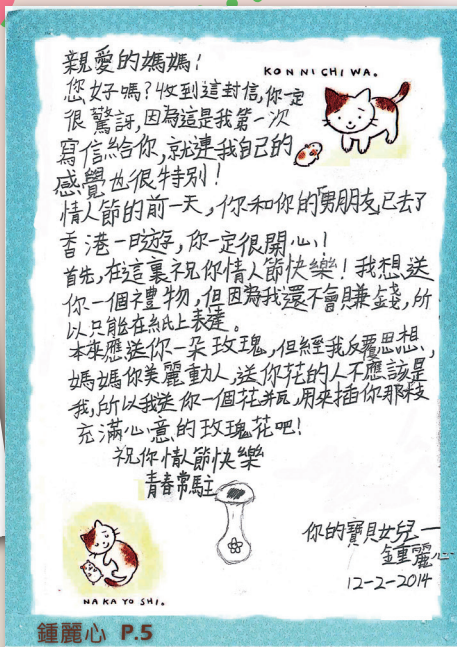 親愛的媽媽!
KONNICHIWA.
您好嗎?收到這封信,你一定
很驚訝,因為這是我第一次
寫信給你,就連我自己的
感覺也很特別!
情人節的前一天,你和你的男朋友已去了
香港一日遊,你一定很開心!
首先,在這裏祝你情人節快樂!我想送
你一個禮物,但因為我還不會賺錢,所
以只能在紙上表達。
本來應送你一朵玫瑰,但經我反覆思想,
媽媽你美麗動人,送你花的人不應該是
我,所以我送你一個花瓶,用來插你那枝
充滿心意的玫瑰花吧!
祝你情人節快樂
青春常駐
你的寶貝女兒一
鍾麗心
12-2-2014
NAKAYOSHI.
鍾麗心 P.5